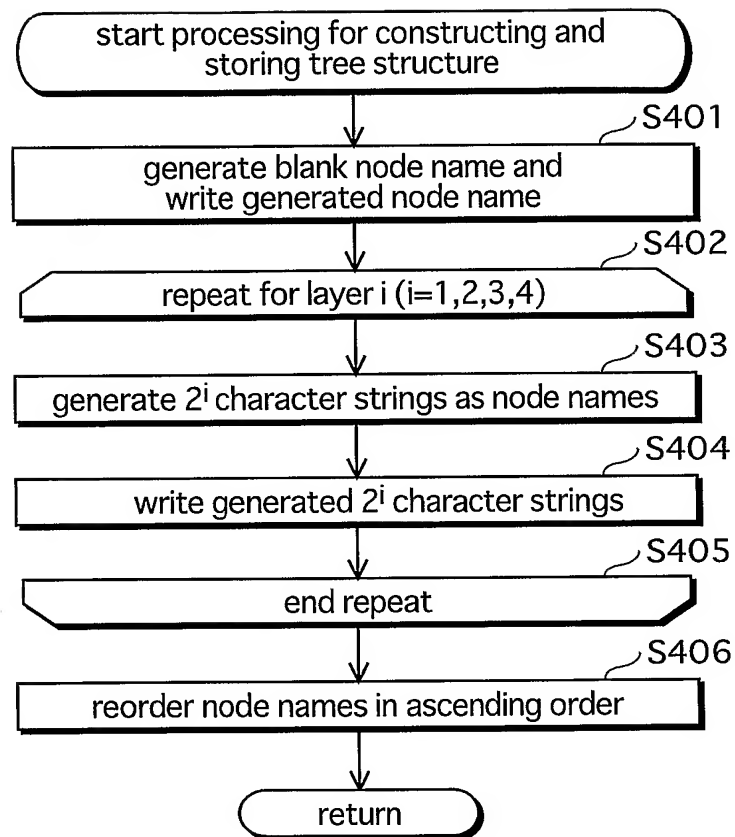 start processing for constructing and
storing tree structure
S401
generate blank node name and
write generated node name
S402
repeat for layer i (i=1,2,3,4)
S403
generate 2ⁱ character strings as node names
S404
write generated 2ⁱ character strings
S405
end repeat
S406
reorder node names in ascending order
return